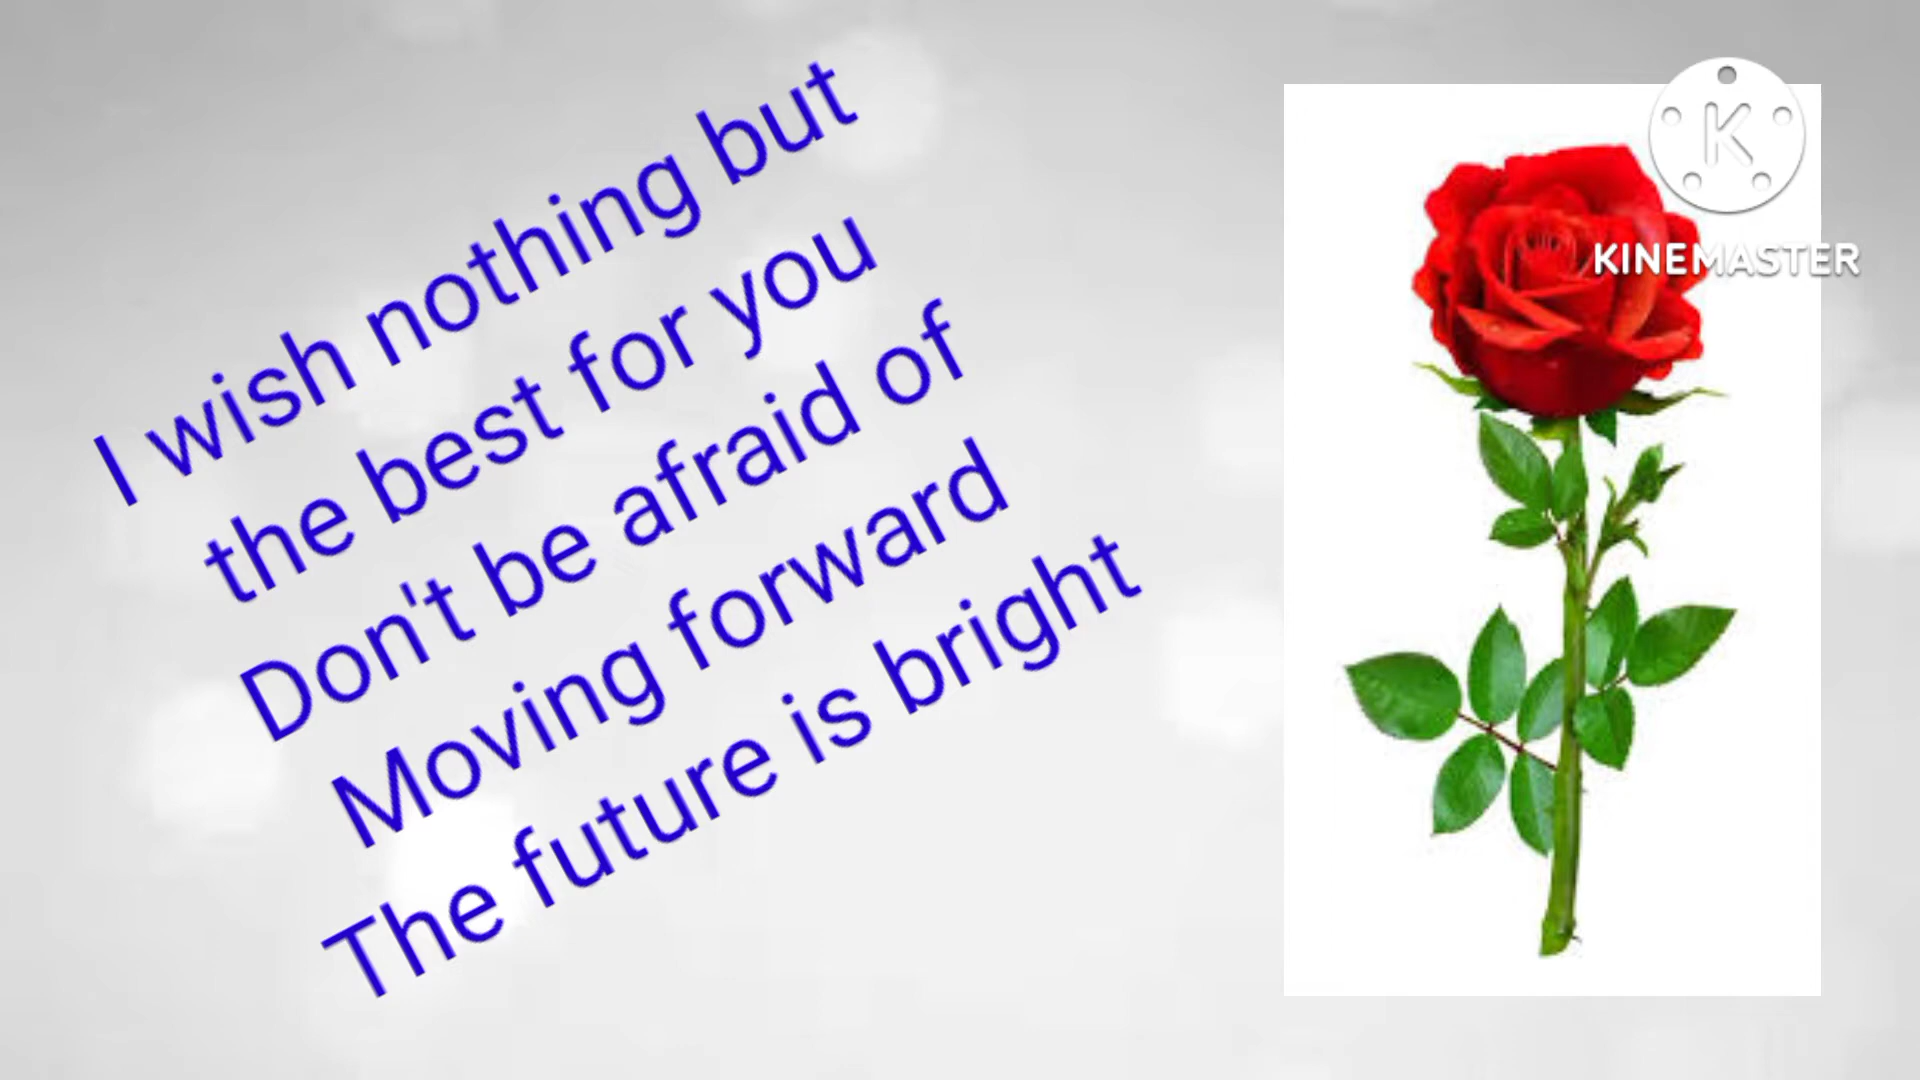 I wish nothing but
the best for you
Don't be afraid of
Moving forward
The future is bright
K
KINEMASTER